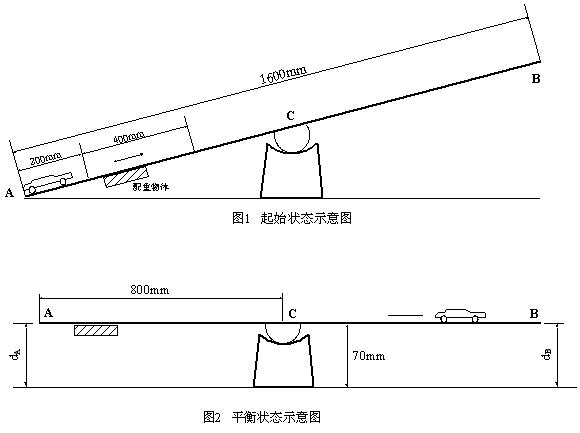 1600mm
B
C
400mm
200mm
A
配重物体
图1 起始状态示意图
800mm
A
C
B
dA
70mm
dB
图2 平衡状态示意图